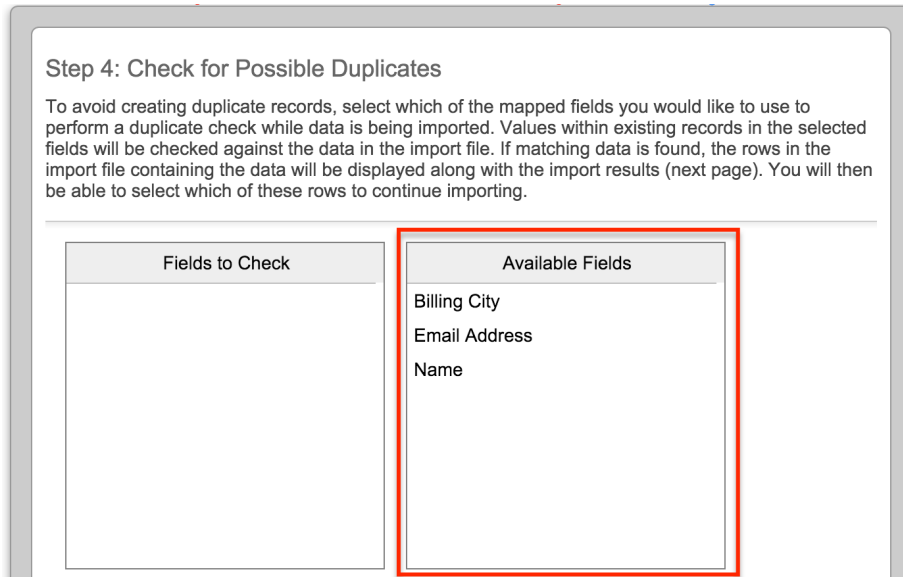 Step 4: Check for Possible Duplicates
To avoid creating duplicate records, select which of the mapped fields you would like to use to
perform a duplicate check while data is being imported. Values within existing records in the selected
fields will be checked against the data in the import file. If matching data is found, the rows in the
import file containing the data will be displayed along with the import results (next page). You will then
be able to select which of these rows to continue importing.
Fields to Check
Available Fields
Billing City
Email Address
Name